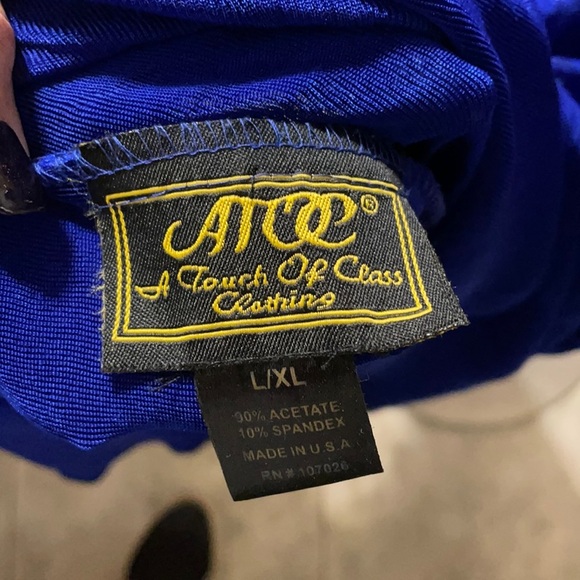 ATOC®
A Touch Of Class
Clothing
L/XL
90% ACETATE
10% SPANDEX
MADE IN U.S.A
RN # 107026